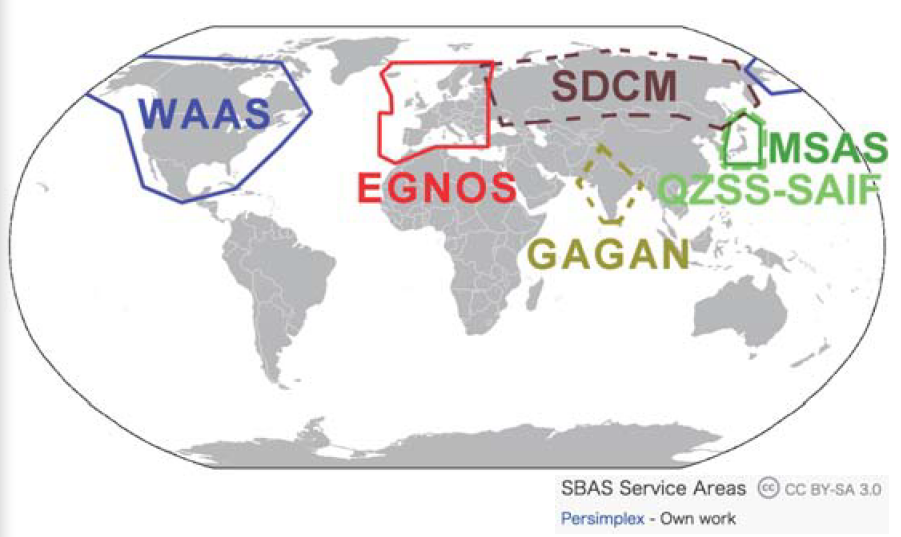 SDCM
WAAS
MSAS
EGNOS
QZSS-SAIF
GAGAN
SBAS Service Areas cc CC BY-SA 3.0
Persimplex - Own work